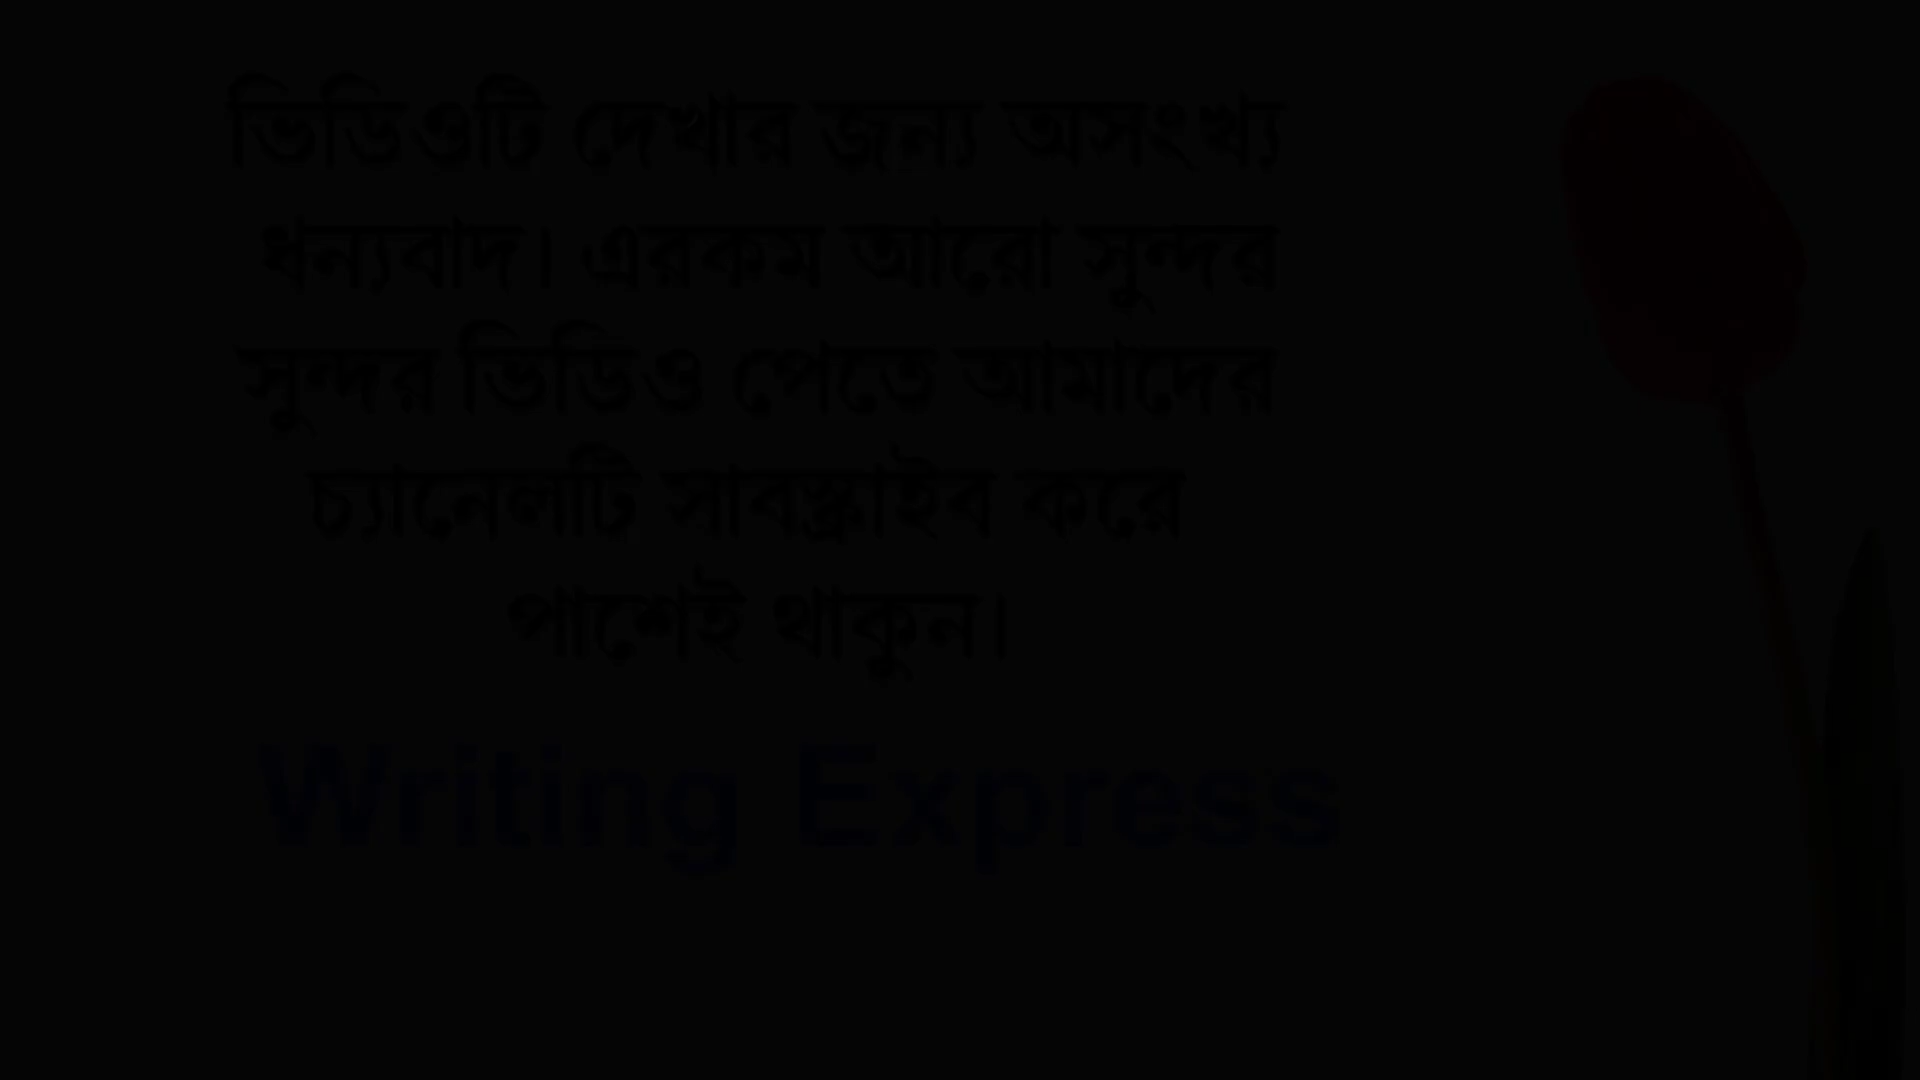 ভিডিওটি দেখার জন্য অসংখ্য
ধন্যবাদ। এরকম আরো সুন্দর
সুন্দর ভিডিও পেতে আমাদের
চ্যানেলটি সাবস্ক্রাইব করে
পাশেই থাকুন।
Writing Express